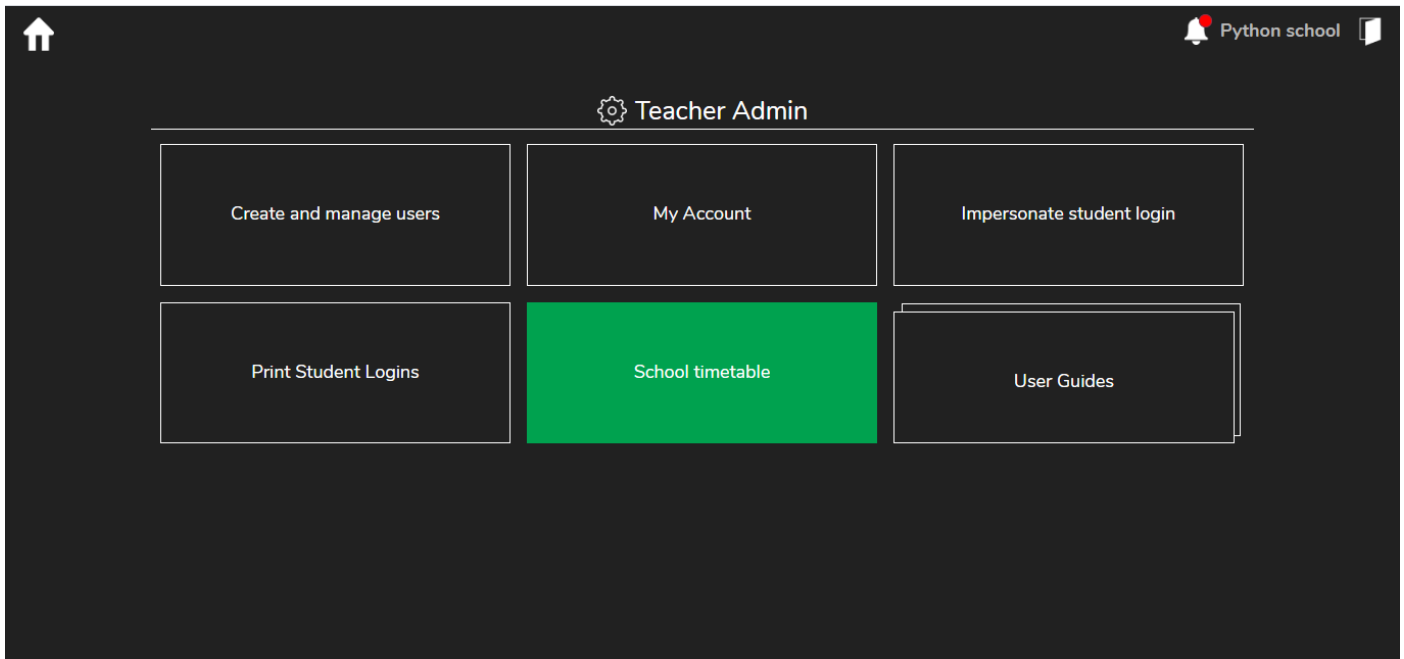 Python school
Teacher Admin
Create and manage users
My Account
Impersonate student login
Print Student Logins
School timetable
User Guides